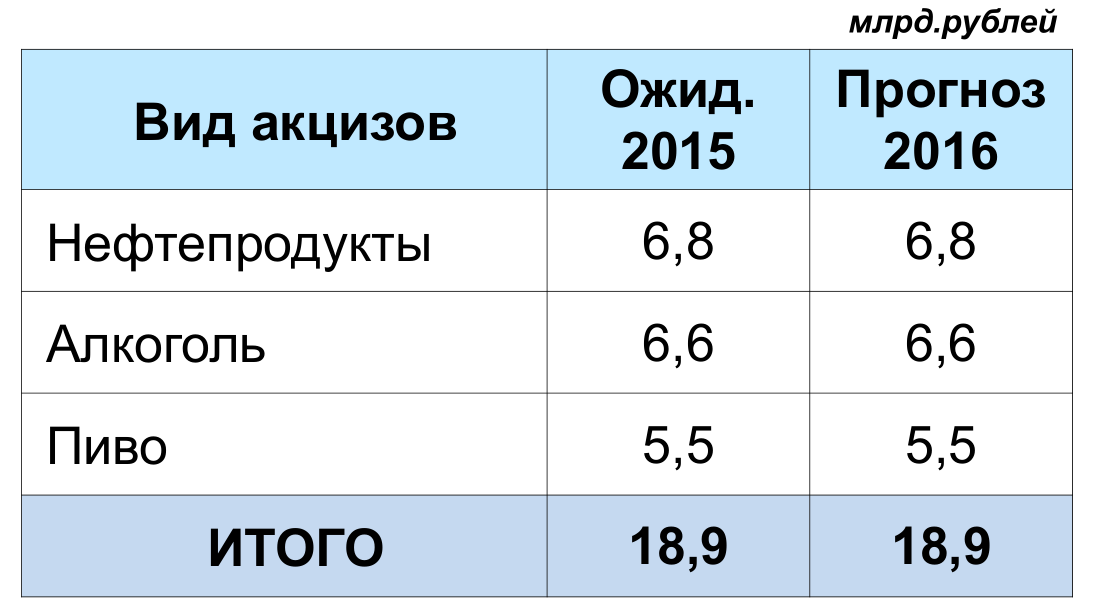 млрд.рублей
Вид акцизов Ожид. 2015 Прогноз 2016
Нефтепродукты 6,8 6,8
Алкоголь 6,6 6,6
Пиво 5,5 5,5
ИТОГО 18,9 18,9